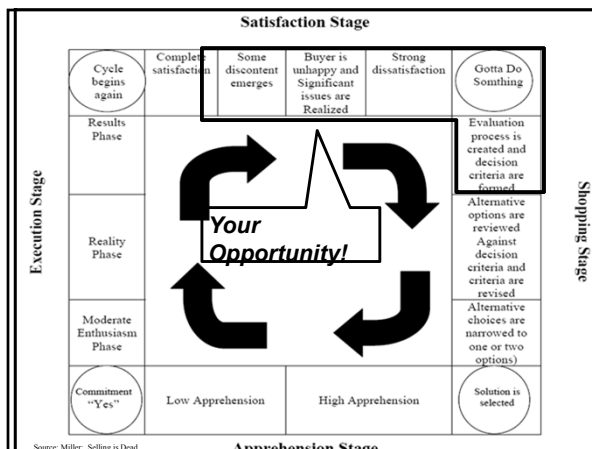 Satisfaction Stage
Cycle
begins
again
Complete
satisfaction
Some
discontent
emerges
Buyer is
unhappy and
Significant
issues are
Realized
Strong
dissatisfaction
Gotta Do
Somthing
Results
Phase
Evaluation
process is
created and
decision
criteria are
formed
Execution Stage
Your
Opportunity!
Shopping Stage
Reality
Phase
Alternative
options are
reviewed
Against
decision
criteria and
criteria are
revised
Moderate
Enthusiasm
Phase
Alternative
choices are
narrowed to
one or two
options)
Commitment
“Yes”
Low Apprehension
High Apprehension
Solution is
selected
Source: Miller, Selling is Dead
Apprehension Stage